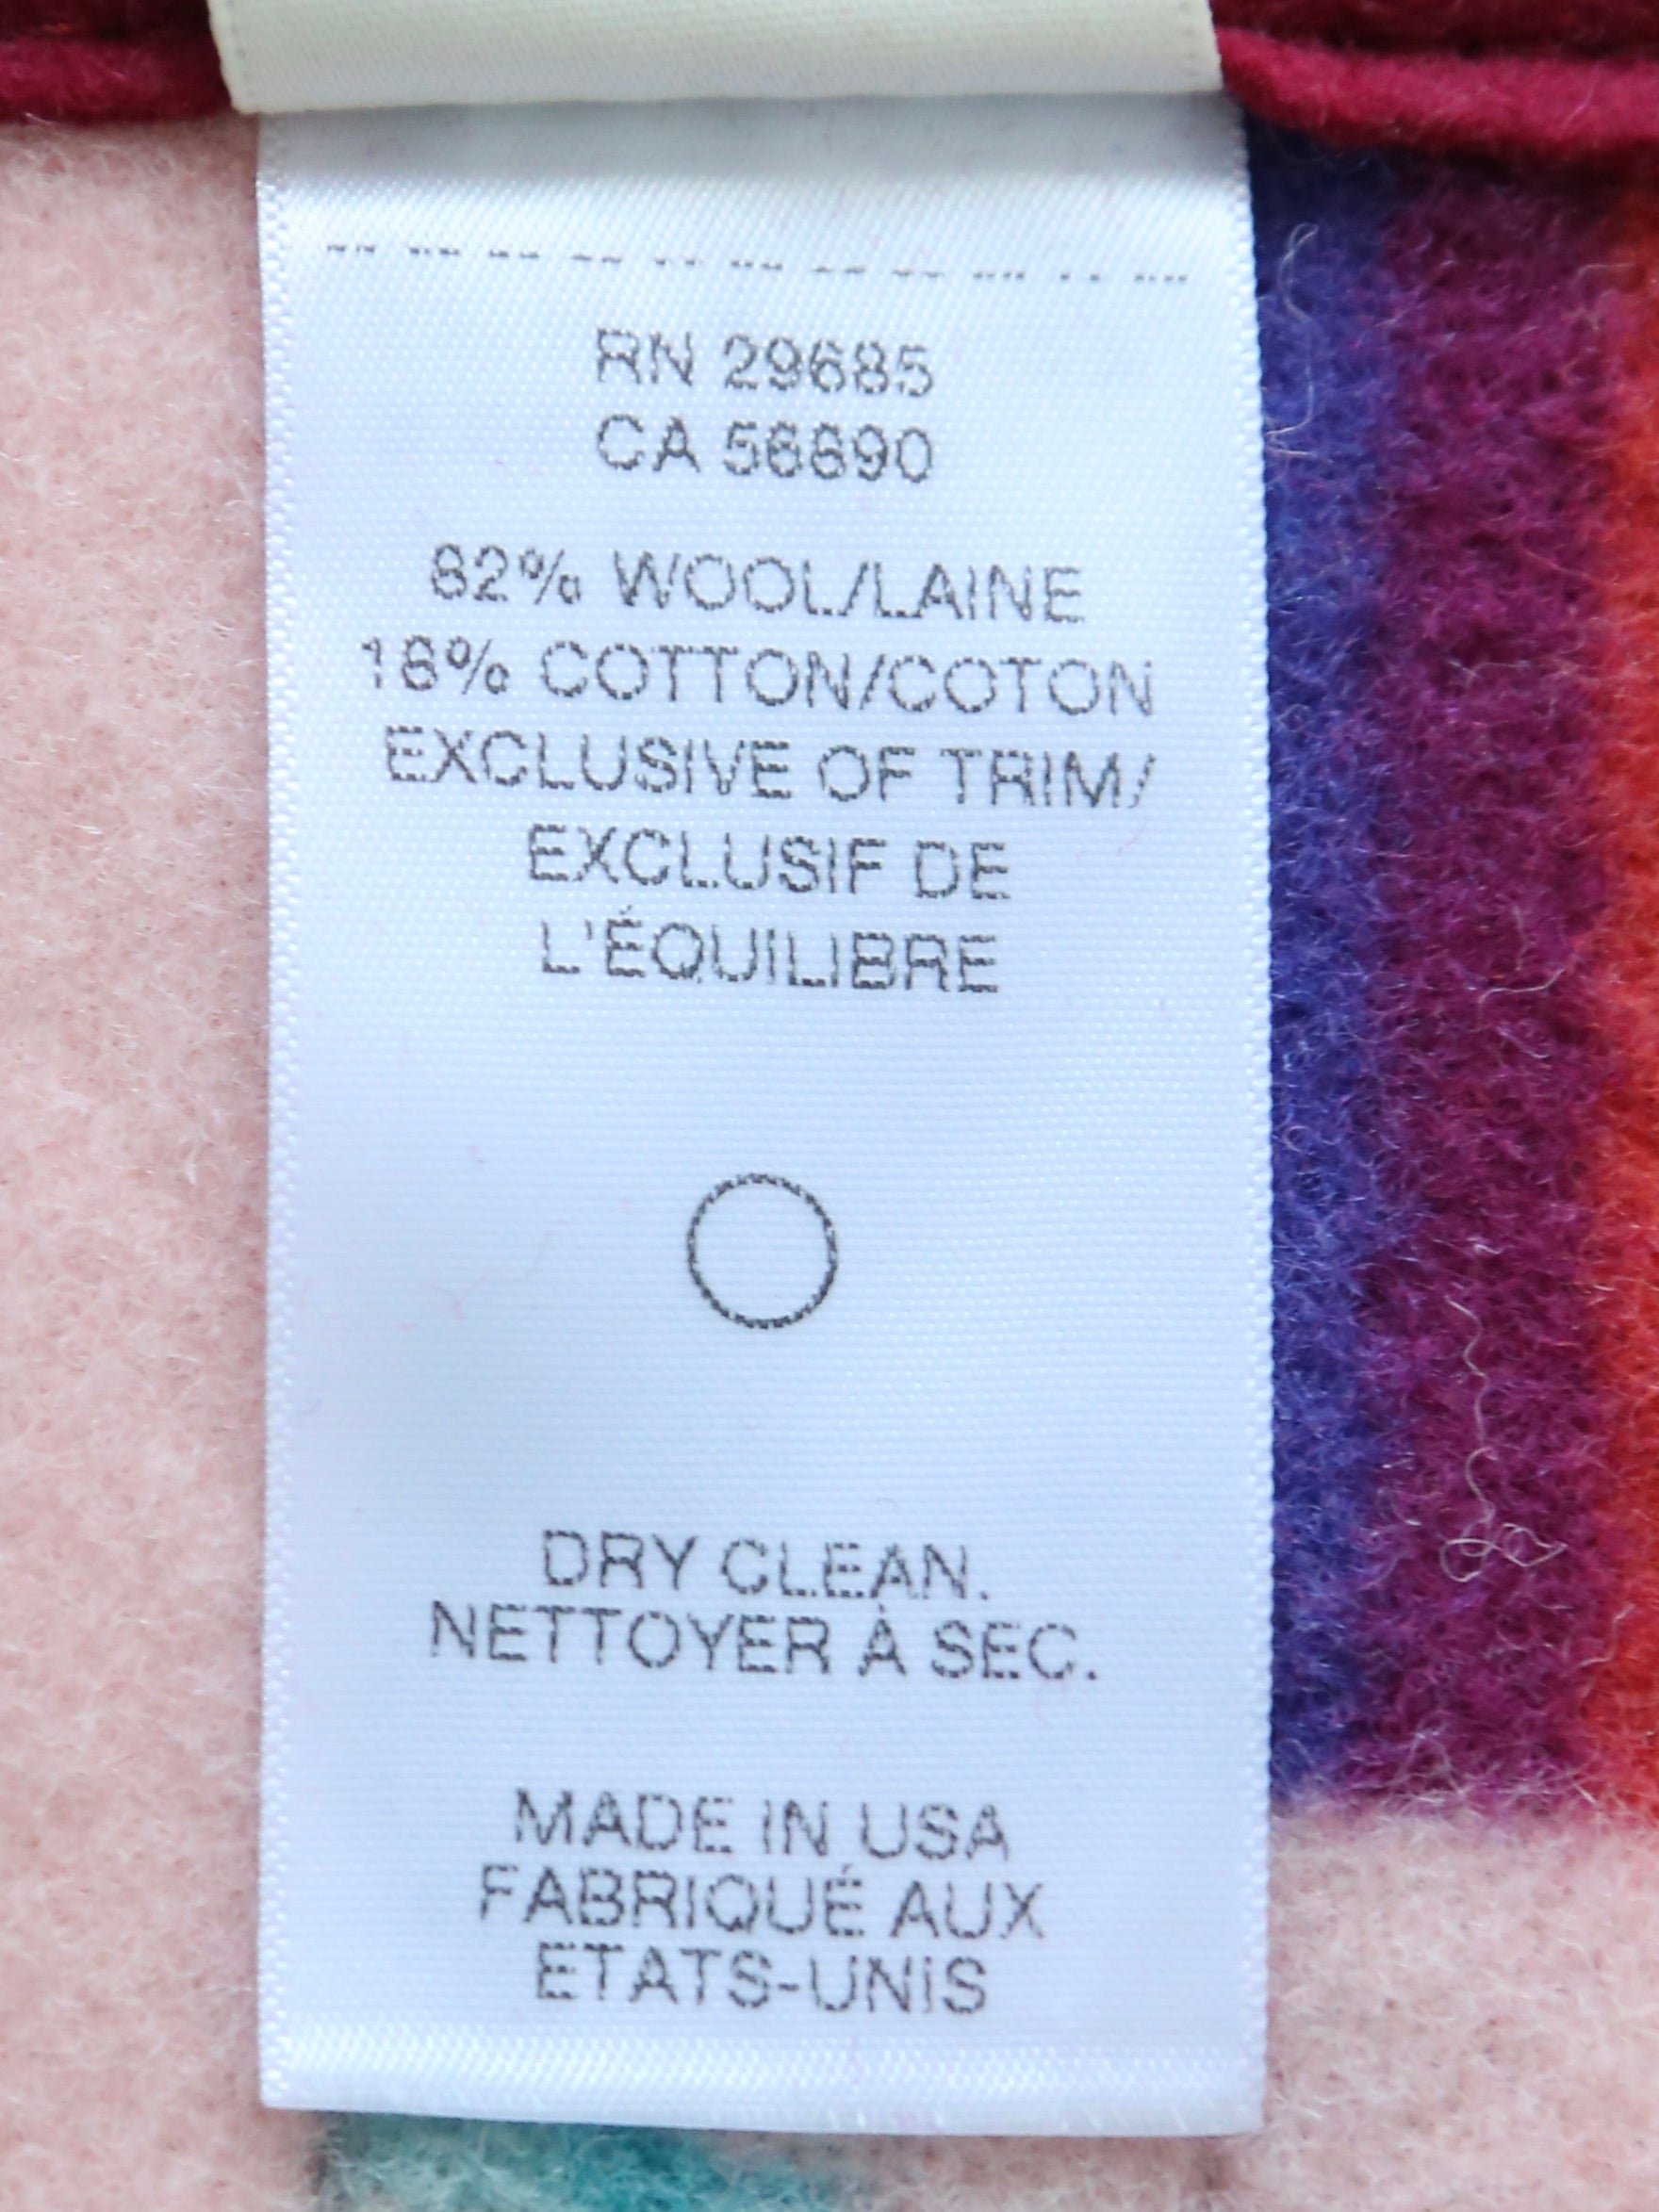 RN 29685
CA 56690
82% WOOL/LAINE
18% COTTON/COTON
EXCLUSIVE OF TRIM/
EXCLUSIF DE
L'ÉQUILIBRE
DRY CLEAN.
NETTOYER À SEC.
MADE IN USA
FABRIQUÉ AUX
ETATS-UNIS